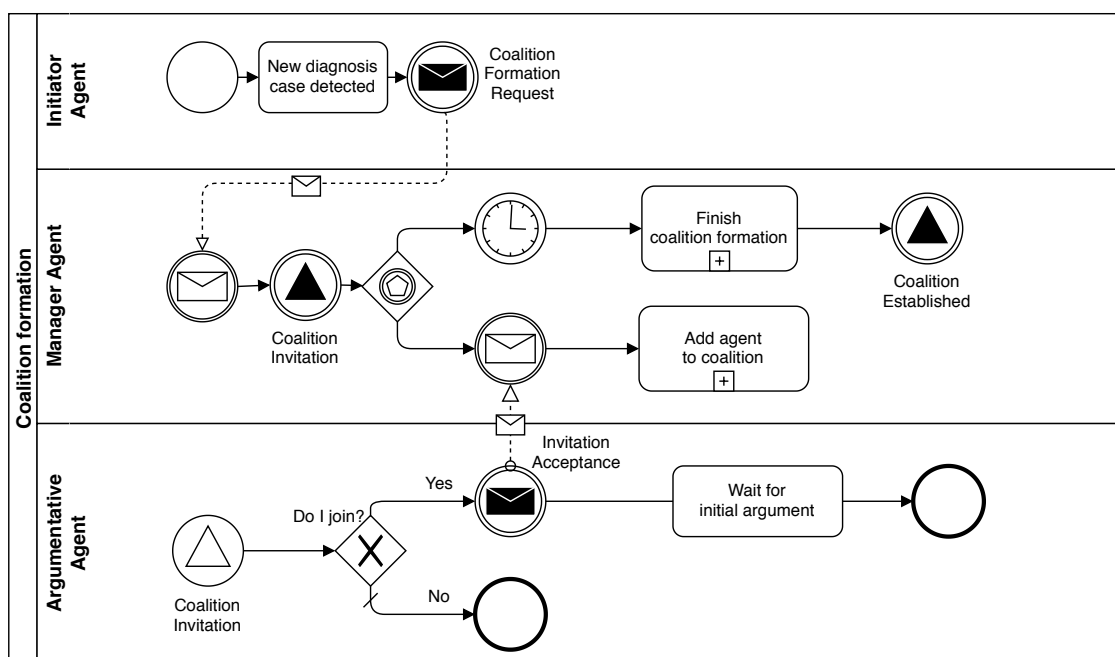 Coalition formation
Initiator
Agent
New diagnosis
case detected
Coalition
Formation
Request
Manager Agent
Coalition
Invitation
Finish
coalition formation
Coalition
Established
Add agent
to coalition
Argumentative
Agent
Coalition
Invitation
Do I join?
Yes
No
Invitation
Acceptance
Wait for
initial argument